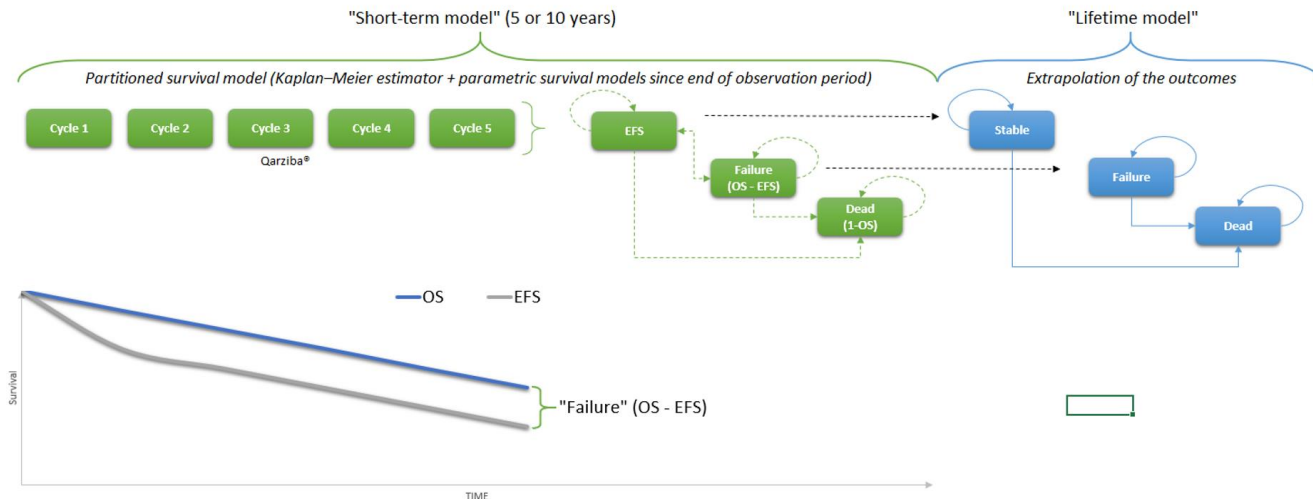 "Short-term model" (5 or 10 years)
"Lifetime model"
Partitioned survival model (Kaplan–Meier estimator + parametric survival models since end of observation period)
Extrapolation of the outcomes
Cycle 1
Cycle 2
Cycle 3
Cycle 4
Cycle 5
Qarziba®
EFS
Failure
(OS - EFS)
Dead
(1-OS)
Stable
Failure
Dead
OS
EFS
Survival
"Failure" (OS - EFS)
TIME